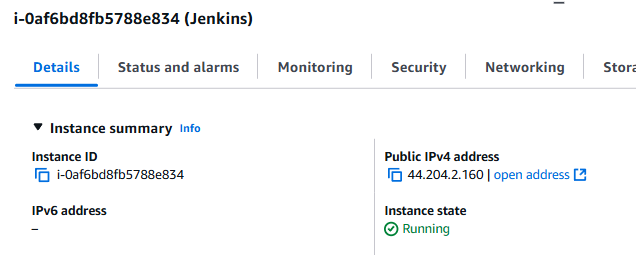 i-0af6bd8fb5788e834 (Jenkins)
Details Status and alarms Monitoring Security Networking Stora
Instance summary Info
Instance ID
i-0af6bd8fb5788e834
Public IPv4 address
44.204.2.160 | open address
IPv6 address
–
Instance state
Running